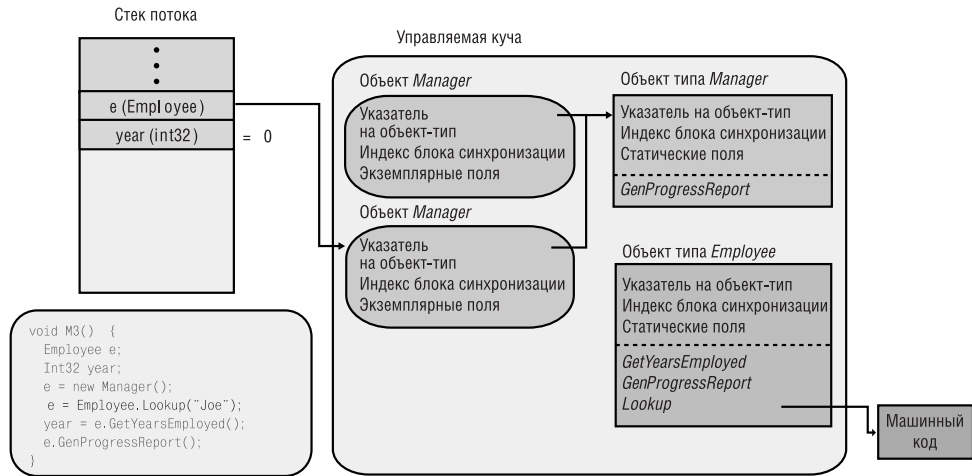 Стек потока
e (Employee)
year (int32)
= 0
Управляемая куча
Объект Manager
Указатель
на объект-тип
Индекс блока синхронизации
Экземплярные поля
Объект Manager
Указатель
на объект-тип
Индекс блока синхронизации
Экземплярные поля
Объект типа Manager
Указатель на объект-тип
Индекс блока синхронизации
Статические поля
GenProgressReport
Объект типа Employee
Указатель на объект-тип
Индекс блока синхронизации
Статические поля
GetYearsEmployed
GenProgressReport
Lookup
Машинный
код
void M3() {
Employee e;
Int32 year;
e = new Manager();
e = Employee.Lookup("Joe");
year = e.GetYearsEmployed();
e.GenProgressReport();
}